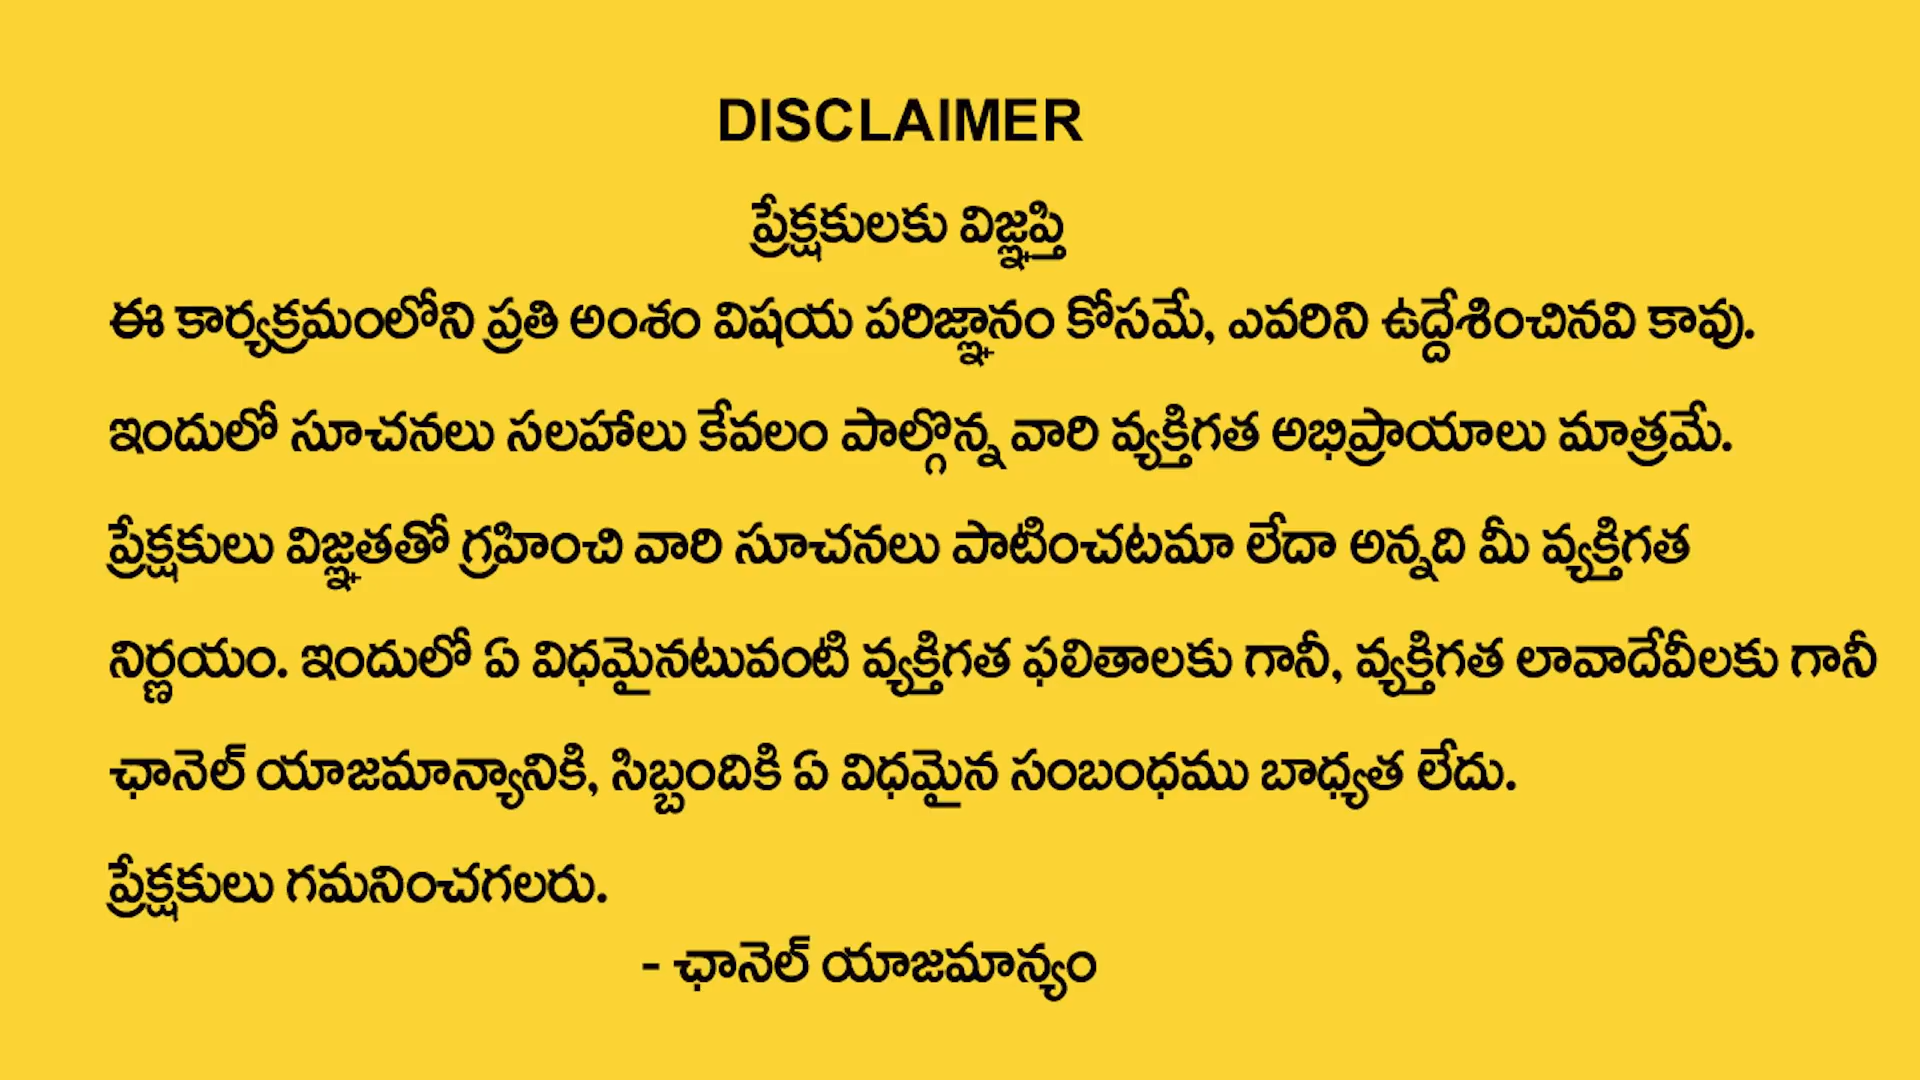 DISCLAIMER
ప్రేక్షకులకు విజ్ఞప్తి
ఈ కార్యక్రమంలోని ప్రతి అంశం విషయ పరిజ్ఞానం కోసమే, ఎవరిని ఉద్దేశించినవి కావు.
ఇందులో సూచనలు సలహాలు కేవలం పాల్గొన్న వారి వ్యక్తిగత అభిప్రాయాలు మాత్రమే.
ప్రేక్షకులు విజ్ఞతతో గ్రహించి వారి సూచనలు పాటించటమా లేదా అన్నది మీ వ్యక్తిగత
నిర్ణయం. ఇందులో ఏ విధమైనటువంటి వ్యక్తిగత ఫలితాలకు గానీ, వ్యక్తిగత లావాదేవీలకు గానీ
ఛానెల్ యాజమాన్యానికి, సిబ్బందికి ఏ విధమైన సంబంధము బాధ్యత లేదు.
ప్రేక్షకులు గమనించగలరు.
- ఛానెల్ యాజమాన్యం